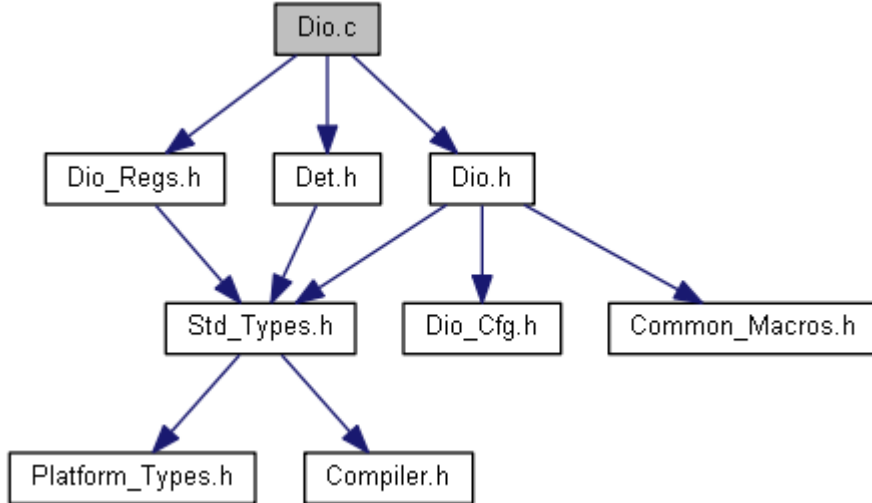 Dio.c
Dio_Regs.h
Det.h
Dio.h
Std_Types.h
Dio_Cfg.h
Common_Macros.h
Platform_Types.h
Compiler.h